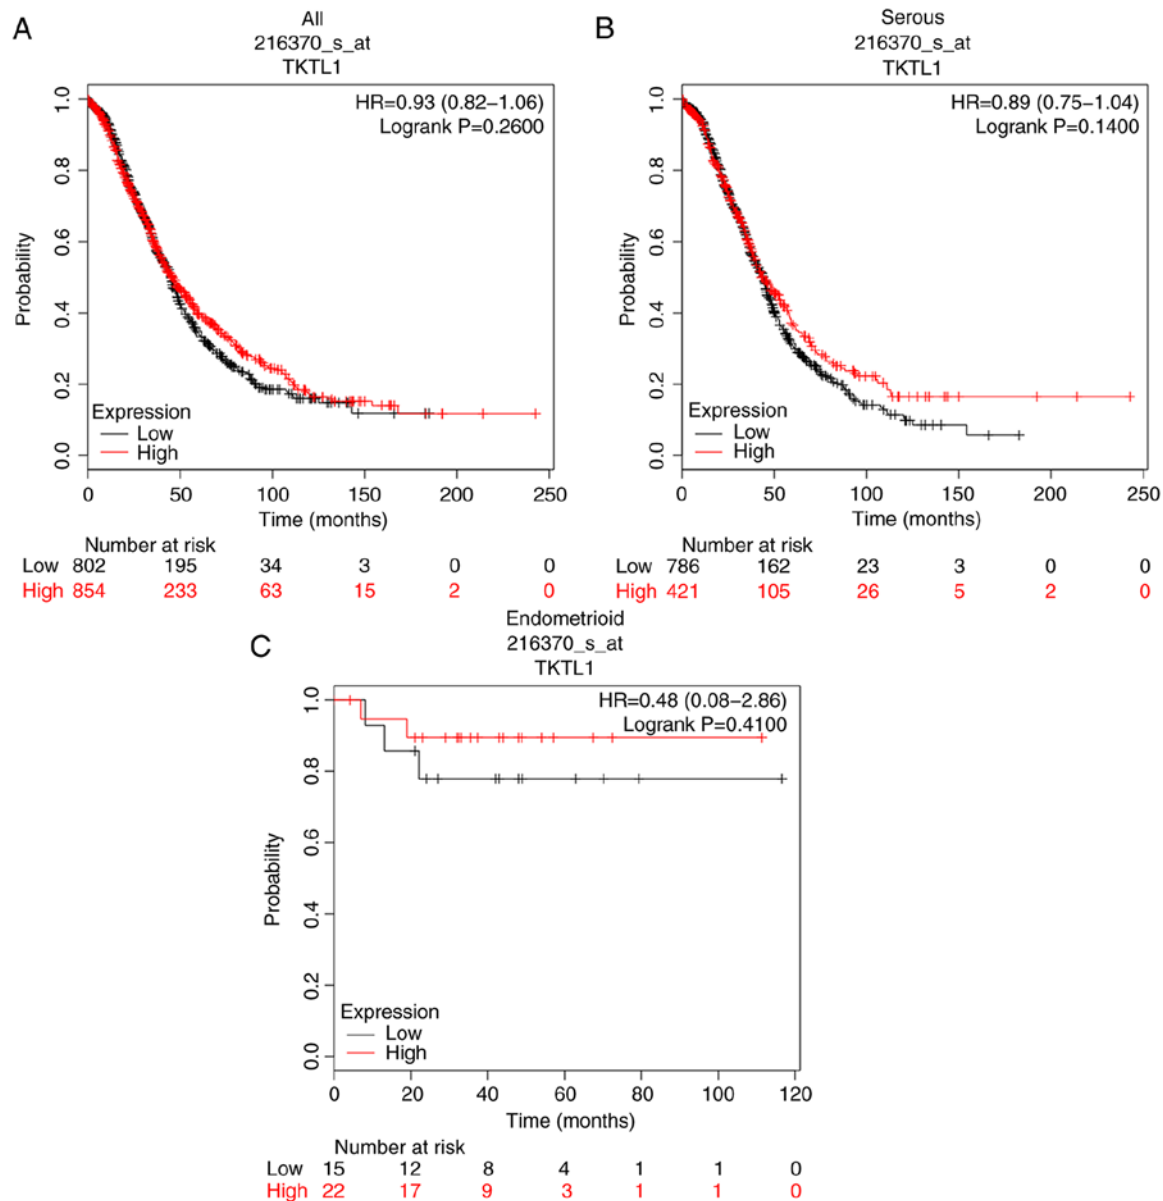 A
All
216370_s_at
TKTL1
HR=0.93 (0.82–1.06)
Logrank P=0.2600
Probability
1.0
0.8
0.6
0.4
0.2
0.0
Expression
Low
High
0 50 100 150 200 250
Time (months)
Number at risk
Low 802 195 34 3 0 0
High 854 233 63 15 2 0
B
Serous
216370_s_at
TKTL1
HR=0.89 (0.75–1.04)
Logrank P=0.1400
Probability
1.0
0.8
0.6
0.4
0.2
0.0
Expression
Low
High
0 50 100 150 200 250
Time (months)
Number at risk
Low 786 162 23 3 0 0
High 421 105 26 5 2 0
C
Endometrioid
216370_s_at
TKTL1
HR=0.48 (0.08–2.86)
Logrank P=0.4100
Probability
1.0
0.8
0.6
0.4
0.2
0.0
Expression
Low
High
0 20 40 60 80 100 120
Time (months)
Number at risk
Low 15 12 8 4 1 1 0
High 22 17 9 3 1 1 0